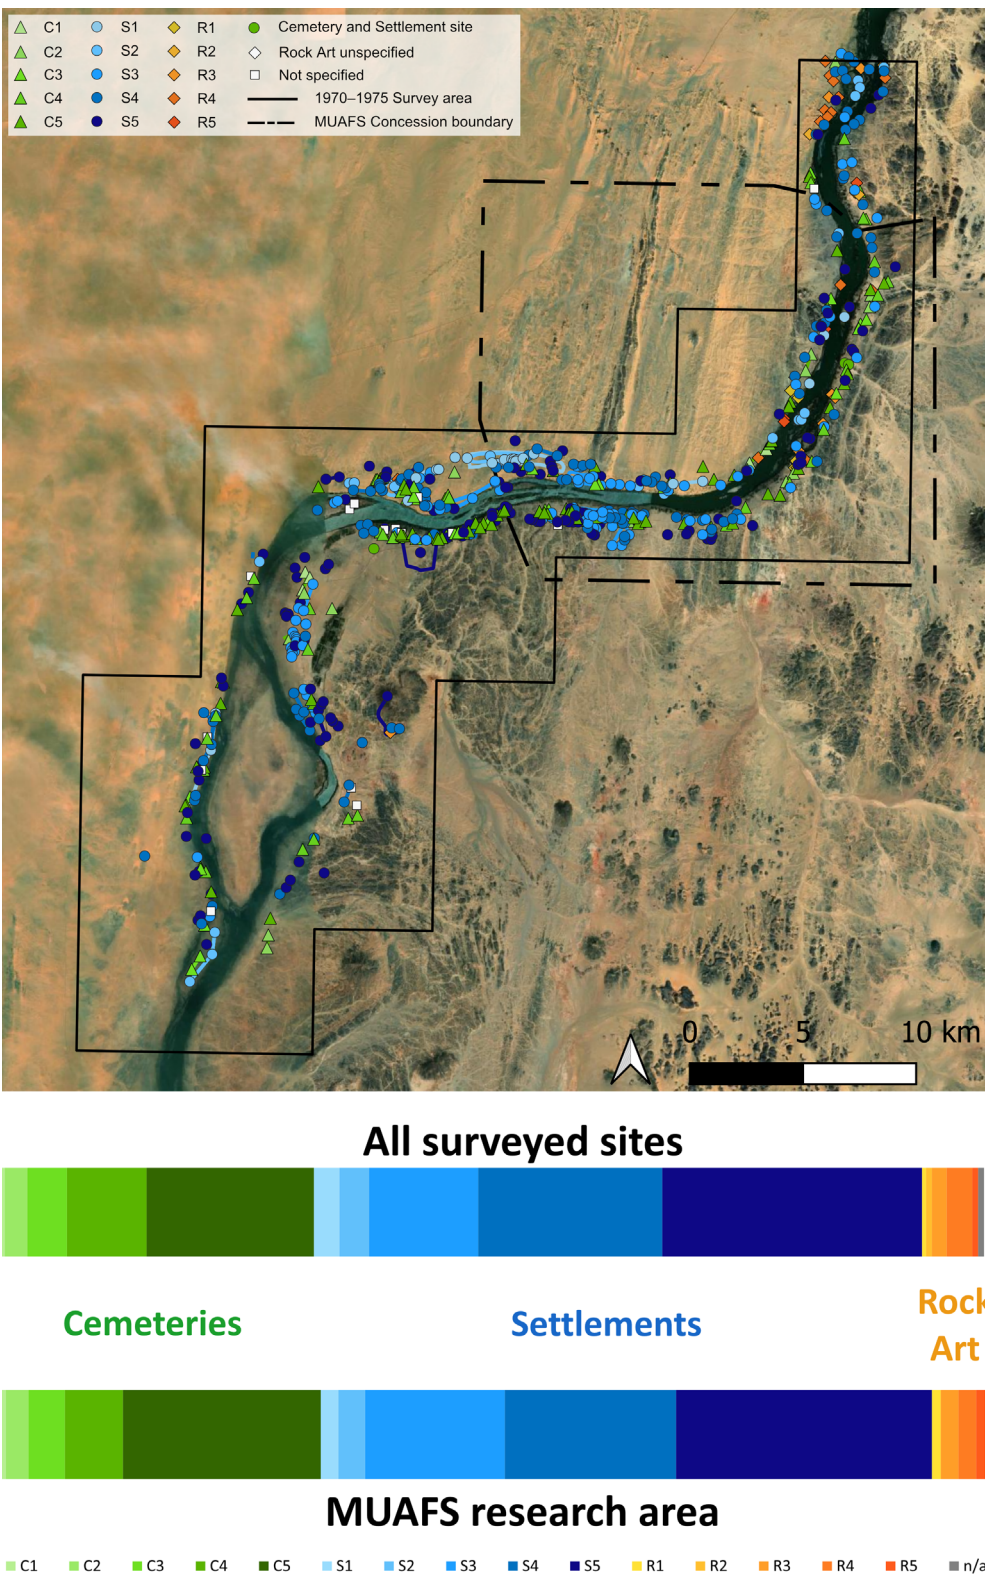 C1 S1 R1 Cemetery and Settlement site
C2 S2 R2 Rock Art unspecified
C3 S3 R3 Not specified
C4 S4 R4 1970–1975 Survey area
C5 S5 R5 MUAFS Concession boundary
0 5 10 km
All surveyed sites
Cemeteries Settlements Rock
Art
MUAFS research area
C1 C2 C3 C4 C5 S1 S2 S3 S4 S5 R1 R2 R3 R4 R5 n/a